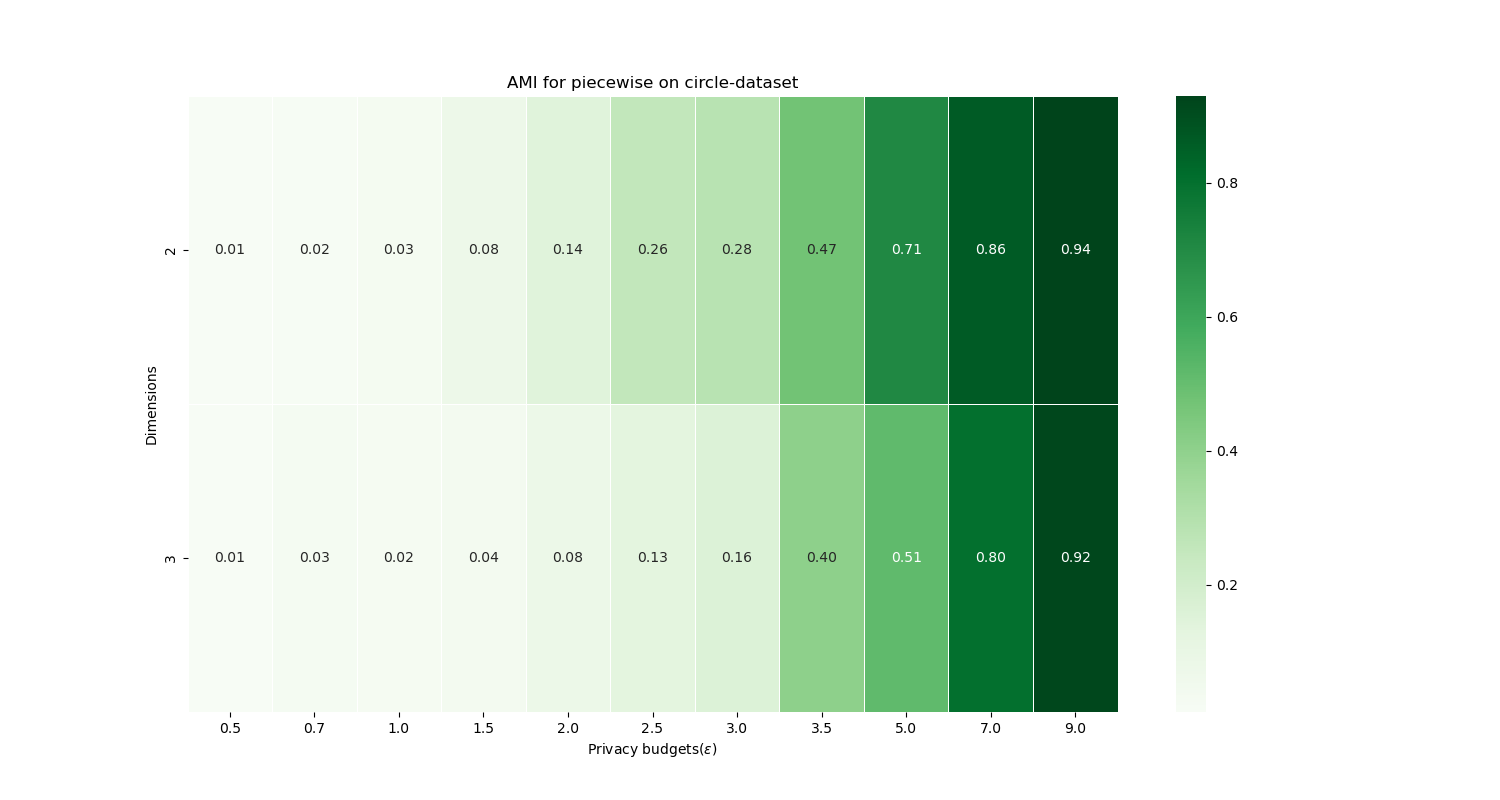 AMI for piecewise on circle-dataset
Dimensions
2
0.01 0.02 0.03 0.08 0.14 0.26 0.28 0.47 0.71 0.86 0.94
3
0.01 0.03 0.02 0.04 0.08 0.13 0.16 0.40 0.51 0.80 0.92
0.5 0.7 1.0 1.5 2.0 2.5 3.0 3.5 5.0 7.0 9.0
Privacy budgets(ε)
0.8
0.6
0.4
0.2